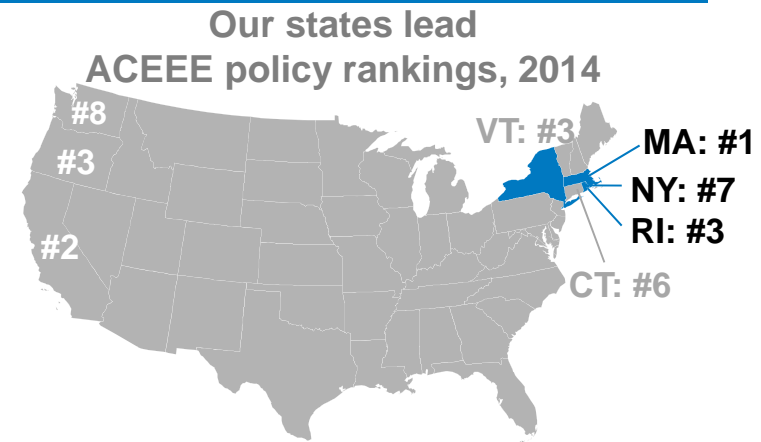 Our states lead
ACEEE policy rankings, 2014
#8
VT: #3
MA: #1
#3
NY: #7
RI: #3
#2
CT: #6